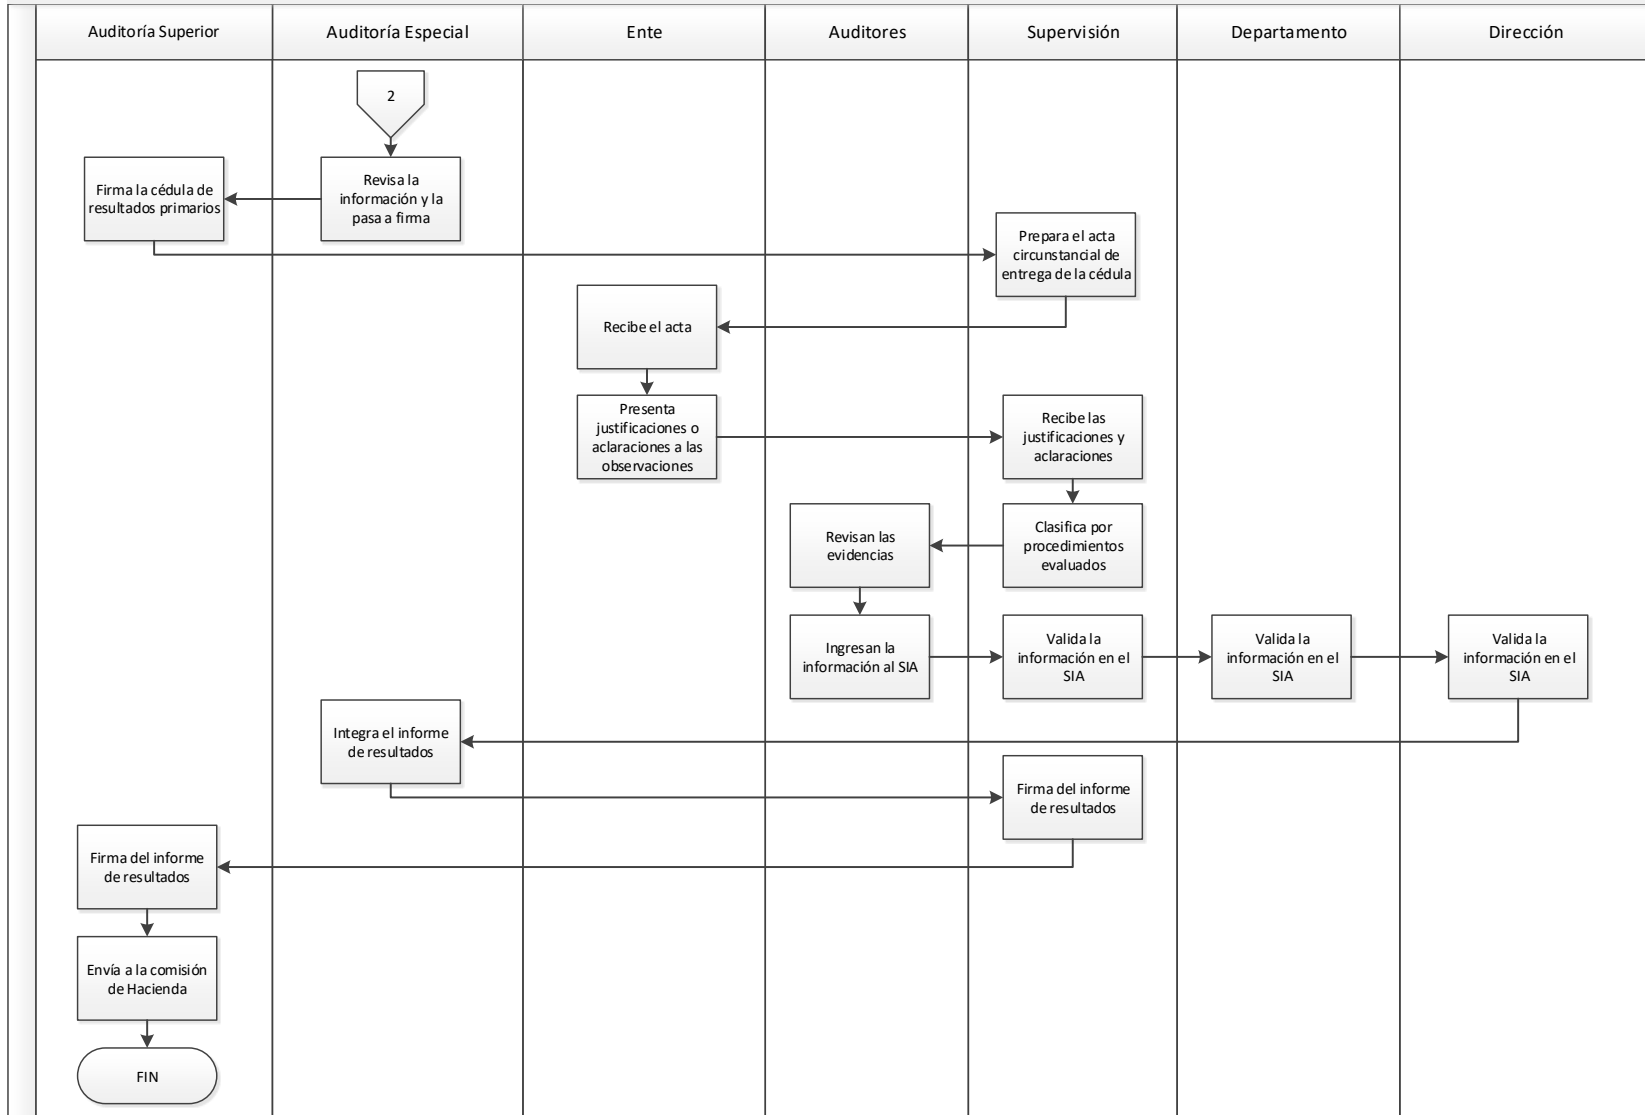 Auditoría Superior
Auditoría Especial
Ente
Auditores
Supervisión
Departamento
Dirección
2
Revisa la
información y la
pasa a firma
Firma la cédula de
resultados primarios
Prepara el acta
circunstancial de
entrega de la cédula
Recibe el acta
Presenta
justificaciones o
aclaraciones a las
observaciones
Recibe las
justificaciones y
aclaraciones
Clasifica por
procedimientos
evaluados
Revisan las
evidencias
Ingresan la
información al SIA
Valida la
información en el
SIA
Valida la
información en el
SIA
Valida la
información en el
SIA
Integra el informe
de resultados
Firma del informe
de resultados
Firma del informe
de resultados
Envía a la comisión
de Hacienda
FIN